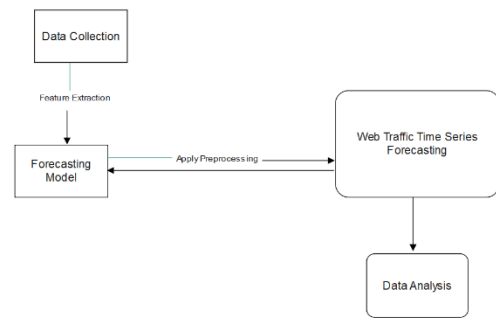 Data Collection
Feature Extraction
Forecasting
Model
Apply Preprocessing
Web Traffic Time Series
Forecasting
Data Analysis